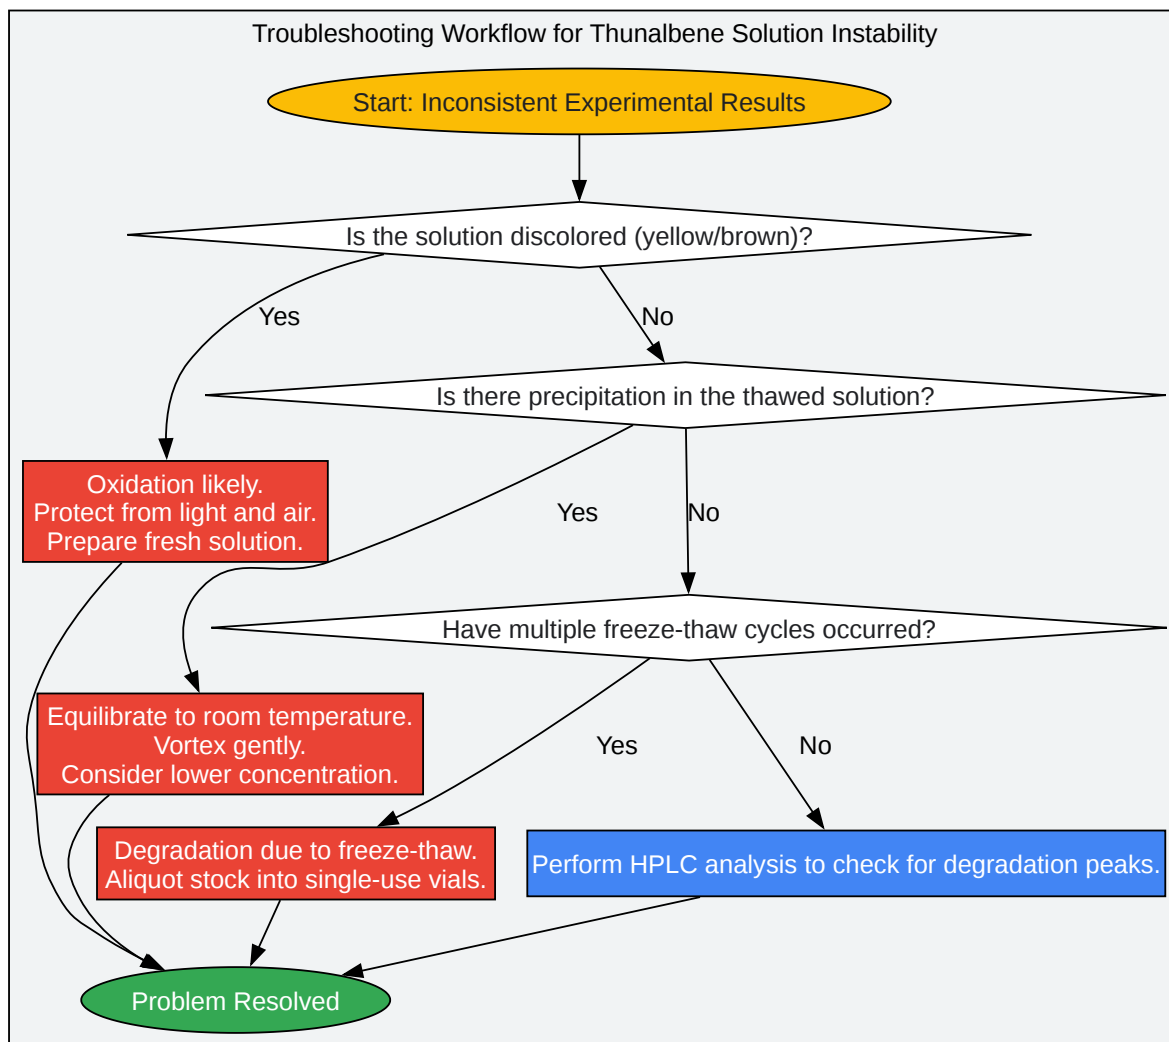 Troubleshooting Workflow for Thunalbene Solution Instability
Start: Inconsistent Experimental Results
Is the solution discolored (yellow/brown)?
Yes
No
Is there precipitation in the thawed solution?
Oxidation likely.
Protect from light and air.
Prepare fresh solution.
Yes
No
Have multiple freeze-thaw cycles occurred?
Equilibrate to room temperature.
Vortex gently.
Consider lower concentration.
Yes
No
Degradation due to freeze-thaw.
Aliquot stock into single-use vials.
Perform HPLC analysis to check for degradation peaks.
Problem Resolved